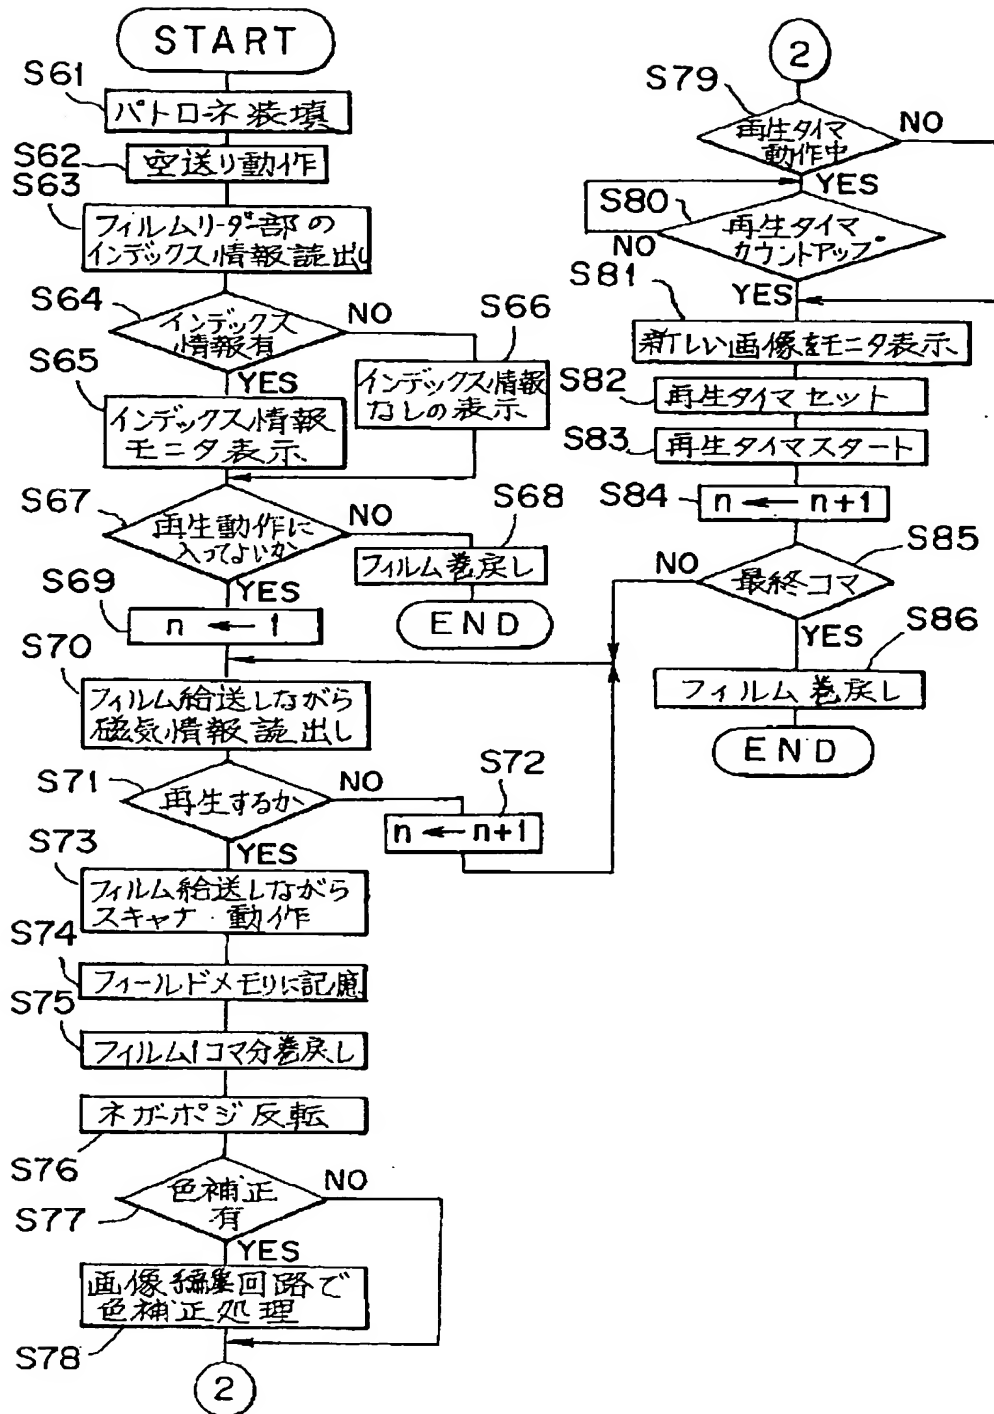 START
S61
パトロネ装填
S62
空送り動作
S63
フィルムリーダー部の
インデックス情報読出し
S64
インデックス
情報有
NO
YES
S65
インデックス情報
モニタ表示
S66
インデックス情報
なしの表示
S67
再生動作に
入ってよいか
NO
YES
S68
フィルム巻戻し
END
S69
n ← 1
S70
フィルム給送しながら
磁気情報読出し
S71
再生するか
NO
YES
S72
n ← n+1
S73
フィルム給送しながら
スキャナ動作
S74
フィールドメモリに記憶
S75
フィルム1コマ分巻戻し
ネガーポジ反転
S76
S77
色補正
有
NO
YES
画像編集回路で
色補正処理
S78
2
2
S79
再生タイマ
動作中
NO
YES
S80
再生タイマ
カウントアップ
NO
YES
S81
新しい画像をモニタ表示
S82
再生タイマセット
S83
再生タイマスタート
S84
n ← n+1
S85
最終コマ
NO
YES
S86
フィルム巻戻し
END